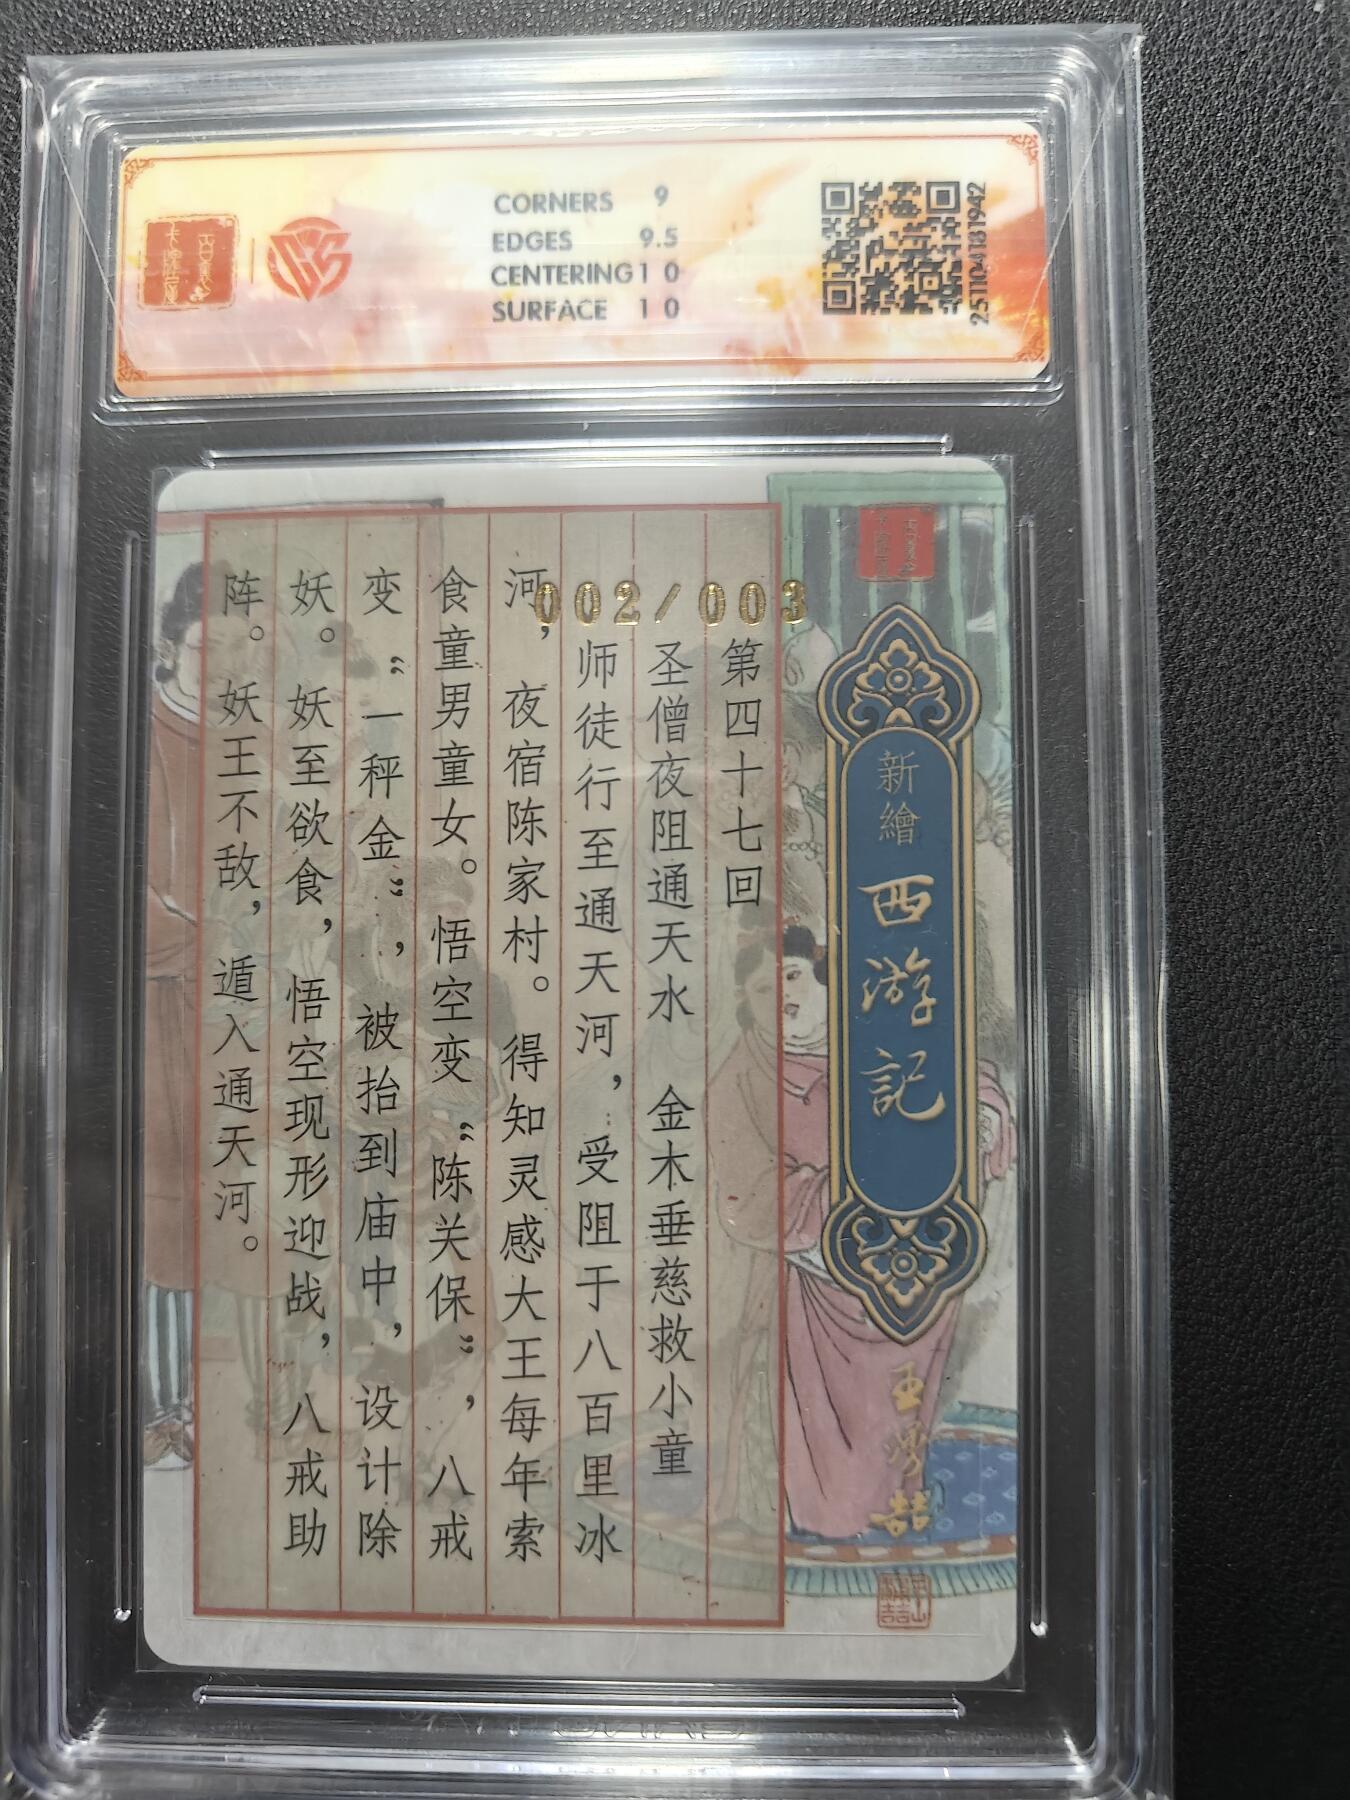 CORNERS 9
EDGES 9.5
CENTERING 10
SURFACE 10
251104131942
002/003
新繪
西游記
第四十七回
圣僧夜阻通天水 金木垂慈救小童
师徒行至通天河，受阻于八百里冰
河，夜宿陈家村。得知灵感大王每年索
食童男童女。悟空变“陈关保”，八戒
变“一秤金”，被抬到庙中，设计除
妖。妖至欲食，悟空现形迎战，八戒助
阵。妖王不敌，遁入通天河。